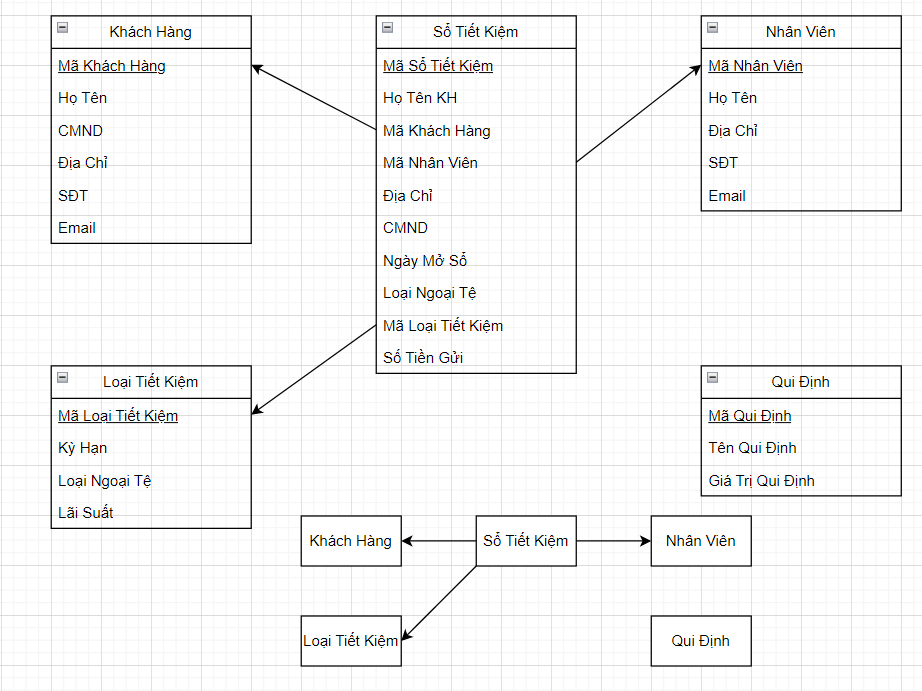 Khách Hàng
Mã Khách Hàng
Họ Tên
CMND
Địa Chỉ
SĐT
Email
Sổ Tiết Kiệm
Mã Sổ Tiết Kiệm
Họ Tên KH
Mã Khách Hàng
Mã Nhân Viên
Địa Chỉ
CMND
Ngày Mở Sổ
Loại Ngoại Tệ
Mã Loại Tiết Kiệm
Số Tiền Gửi
Nhân Viên
Mã Nhân Viên
Họ Tên
Địa Chỉ
SĐT
Email
Loại Tiết Kiệm
Mã Loại Tiết Kiệm
Kỳ Hạn
Loại Ngoại Tệ
Lãi Suất
Qui Định
Mã Qui Định
Tên Qui Định
Giá Trị Qui Định
Khách Hàng
Sổ Tiết Kiệm
Nhân Viên
Loại Tiết Kiệm
Qui Định